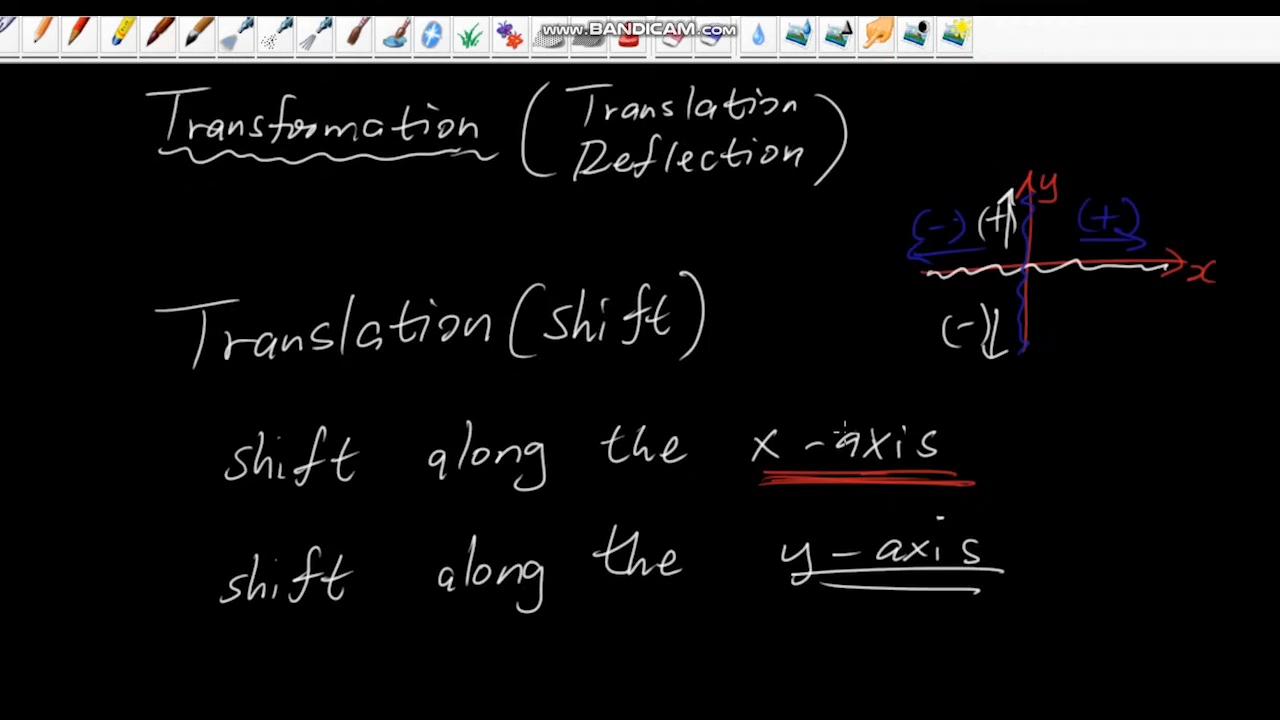 www.BANDICAM.com
Transformation (Translation
Reflection)
y
(-) (+) (+)
x
(-)
Translation (shift)
shift along the x-axis
shift along the y-axis